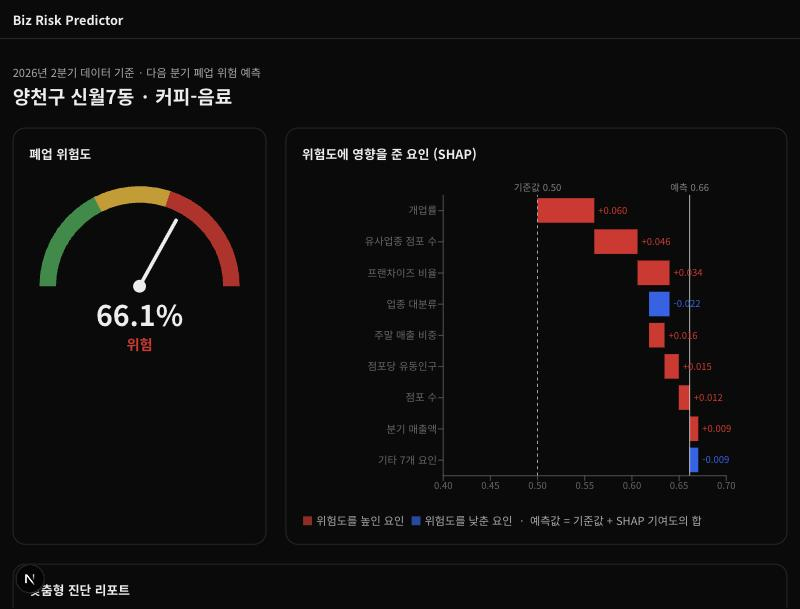 Biz Risk Predictor
2026년 2분기 데이터 기준 · 다음 분기 폐업 위험 예측
양천구 신월7동 · 커피-음료
폐업 위험도
66.1%
위험
위험도에 영향을 준 요인 (SHAP)
기준값 0.50
예측 0.66
개업률
+0.060
유사업종 점포 수
+0.046
프랜차이즈 비율
+0.034
업종 대분류
-0.022
주말 매출 비중
+0.016
점포당 유동인구
+0.015
점포 수
+0.012
분기 매출액
+0.009
기타 7개 요인
-0.009
0.40 0.45 0.50 0.55 0.60 0.65 0.70
위험도를 높인 요인 위험도를 낮춘 요인 · 예측값 = 기준값 + SHAP 기여도의 합
N
춤형 진단 리포트